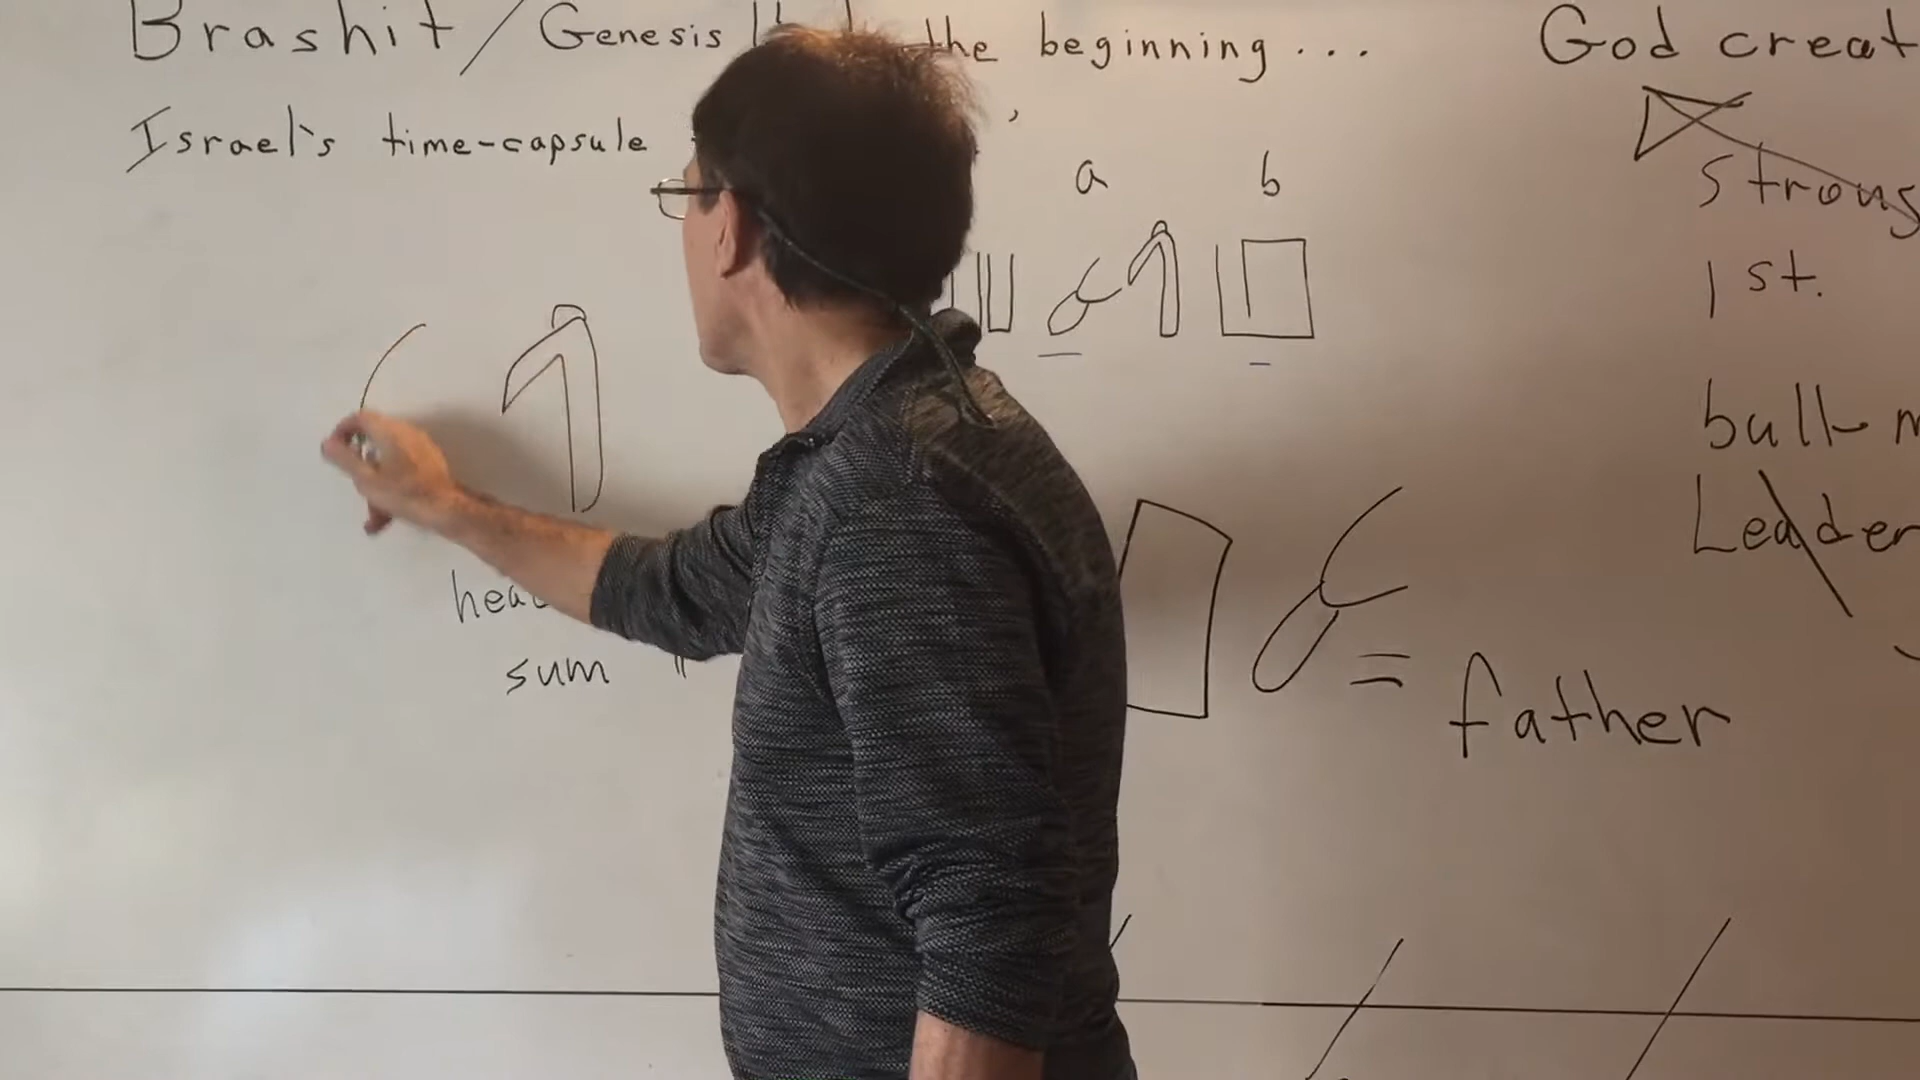 Brashit / Genesis the beginning...
God creat
Israel's time-capsule
a b
strong
1st.
bull-
Leader
sum
= father